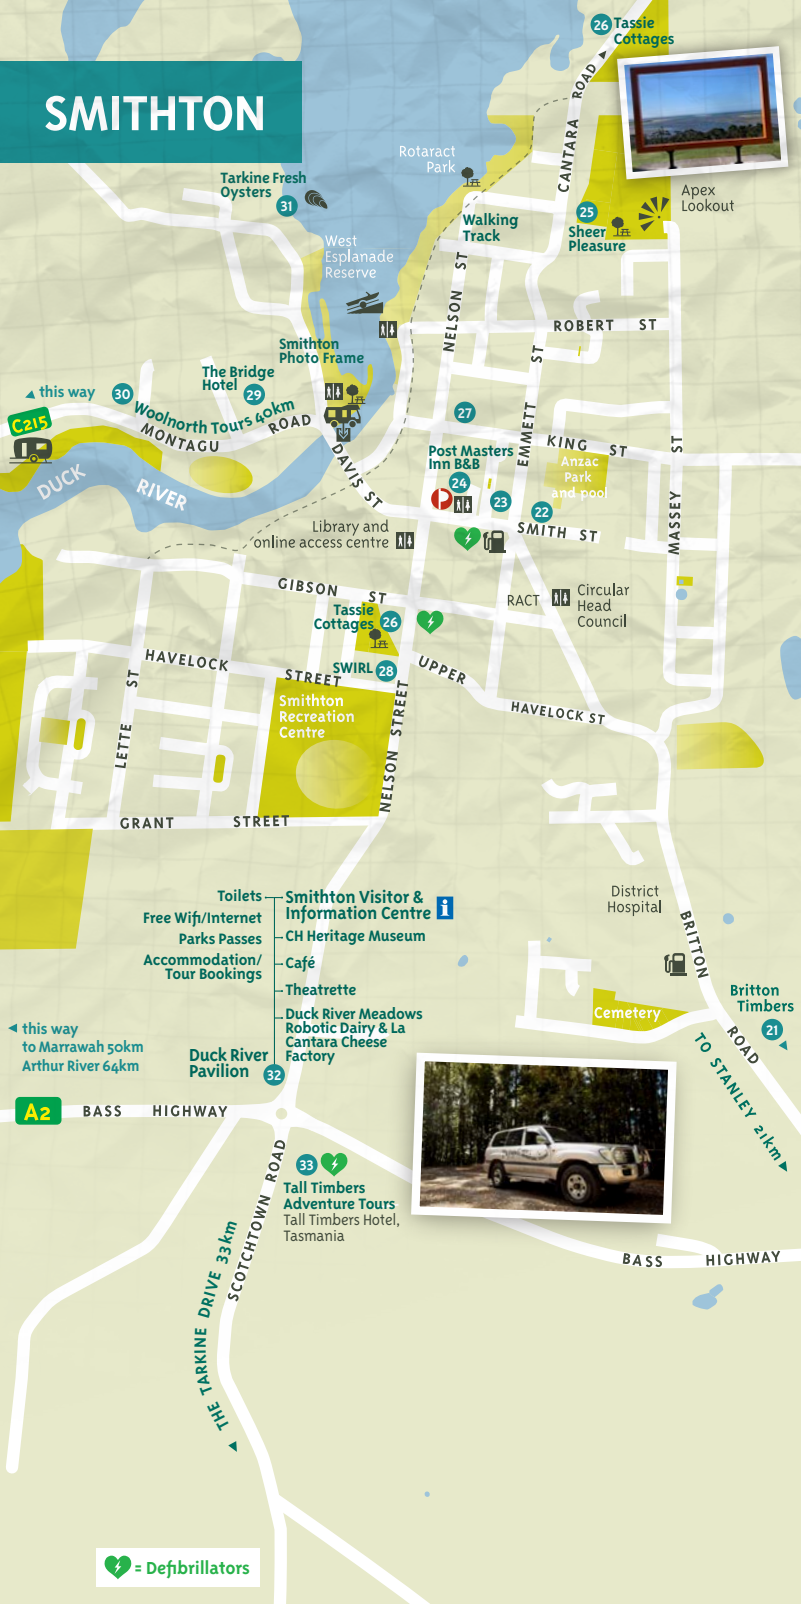 26 Tassie
Cottages
SMITHTON
CANTARA ROAD
Rotaract
Park
Tarkine Fresh
Oysters
31
Apex
Lookout
25
Sheer
Pleasure
Walking
Track
West
Esplanade
Reserve
NELSON ST
ROBERT ST
Smithton
Photo Frame
The Bridge
Hotel
29
this way
30
Woolnorth Tours 40km
C215
MONTAGU ROAD
27
EMMETT ST
KING ST
MASSEY ST
DAVIS ST
Post Masters
Inn B&B
24
Anzac
Park
and pool
DUCK RIVER
23
22
SMITH ST
Library and
online access centre
GIBSON ST
RACT
Circular
Head
Council
Tassie
Cottages 26
HAVELOCK STREET
SWIRL 28
UPPER HAVELOCK ST
LETTE ST
Smithton
Recreation
Centre
NELSON STREET
GRANT STREET
Toilets
Free Wifi/Internet
Parks Passes
Accommodation/
Tour Bookings
Smithton Visitor &
Information Centre i
CH Heritage Museum
Café
Theatrette
Duck River Meadows
Robotic Dairy & La
Cantara Cheese
Factory
Duck River
Pavilion 32
District
Hospital
BRITTON ROAD
Cemetery
Britton
Timbers
21
TO STANLEY 21km
this way
to Marrawah 50km
Arthur River 64km
A2
BASS HIGHWAY
33
Tall Timbers
Adventure Tours
Tall Timbers Hotel,
Tasmania
SCOTCHTOWN ROAD
THE TARKINE DRIVE 33km
BASS HIGHWAY
= Defibrillators